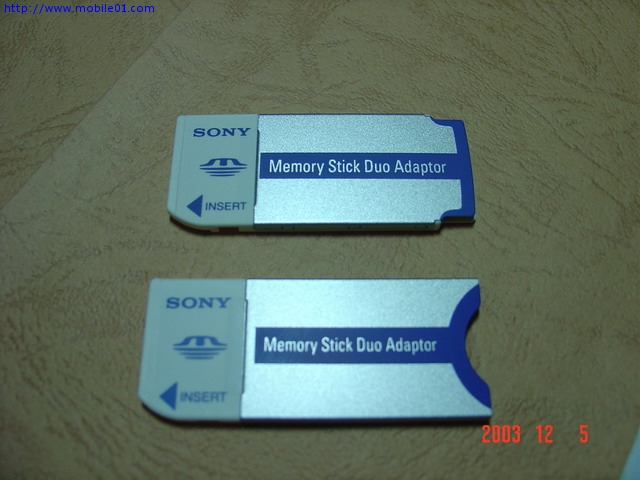 http://www.mobile01.com
SONY
Memory Stick Duo Adaptor
INSERT
SONY
Memory Stick Duo Adaptor
INSERT
2003 12 5